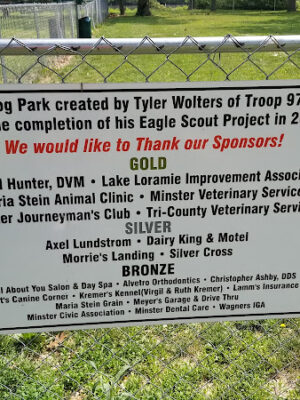 og Park created by Tyler Wolters of Troop 97
e completion of his Eagle Scout Project in 2
We would like to Thank our Sponsors!
GOLD
l Hunter, DVM • Lake Loramie Improvement Associ
ria Stein Animal Clinic • Minster Veterinary Service
er Journeyman's Club • Tri-County Veterinary Servi
SILVER
Axel Lundstrom • Dairy King & Motel
Morrie's Landing • Silver Cross
BRONZE
ll About You Salon & Day Spa • Alvetro Orthodontics • Christopher Ashby, DDS
t's Canine Corner • Kremer's Kennel(Virgil & Ruth Kremer) • Lamm's Insurance
Maria Stein Grain • Meyer's Garage & Drive Thru
Minster Civic Association • Minster Dental Care • Wagners IGA